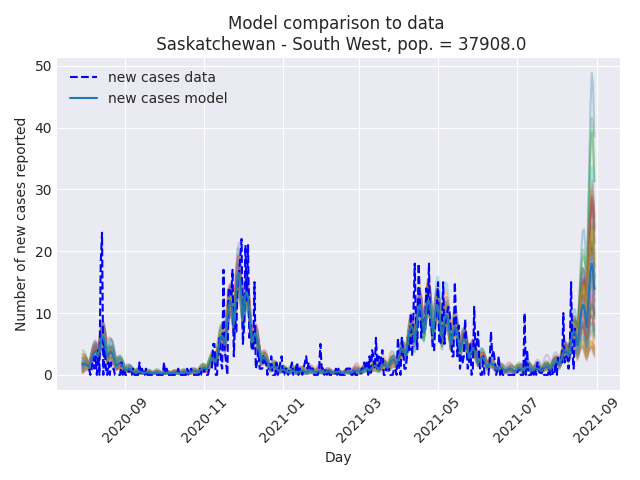 Model comparison to data
Saskatchewan - South West, pop. = 37908.0
new cases data
new cases model
Number of new cases reported
50
40
30
20
10
0
2020-09
2020-11
2021-01
2021-03
2021-05
2021-07
2021-09
Day